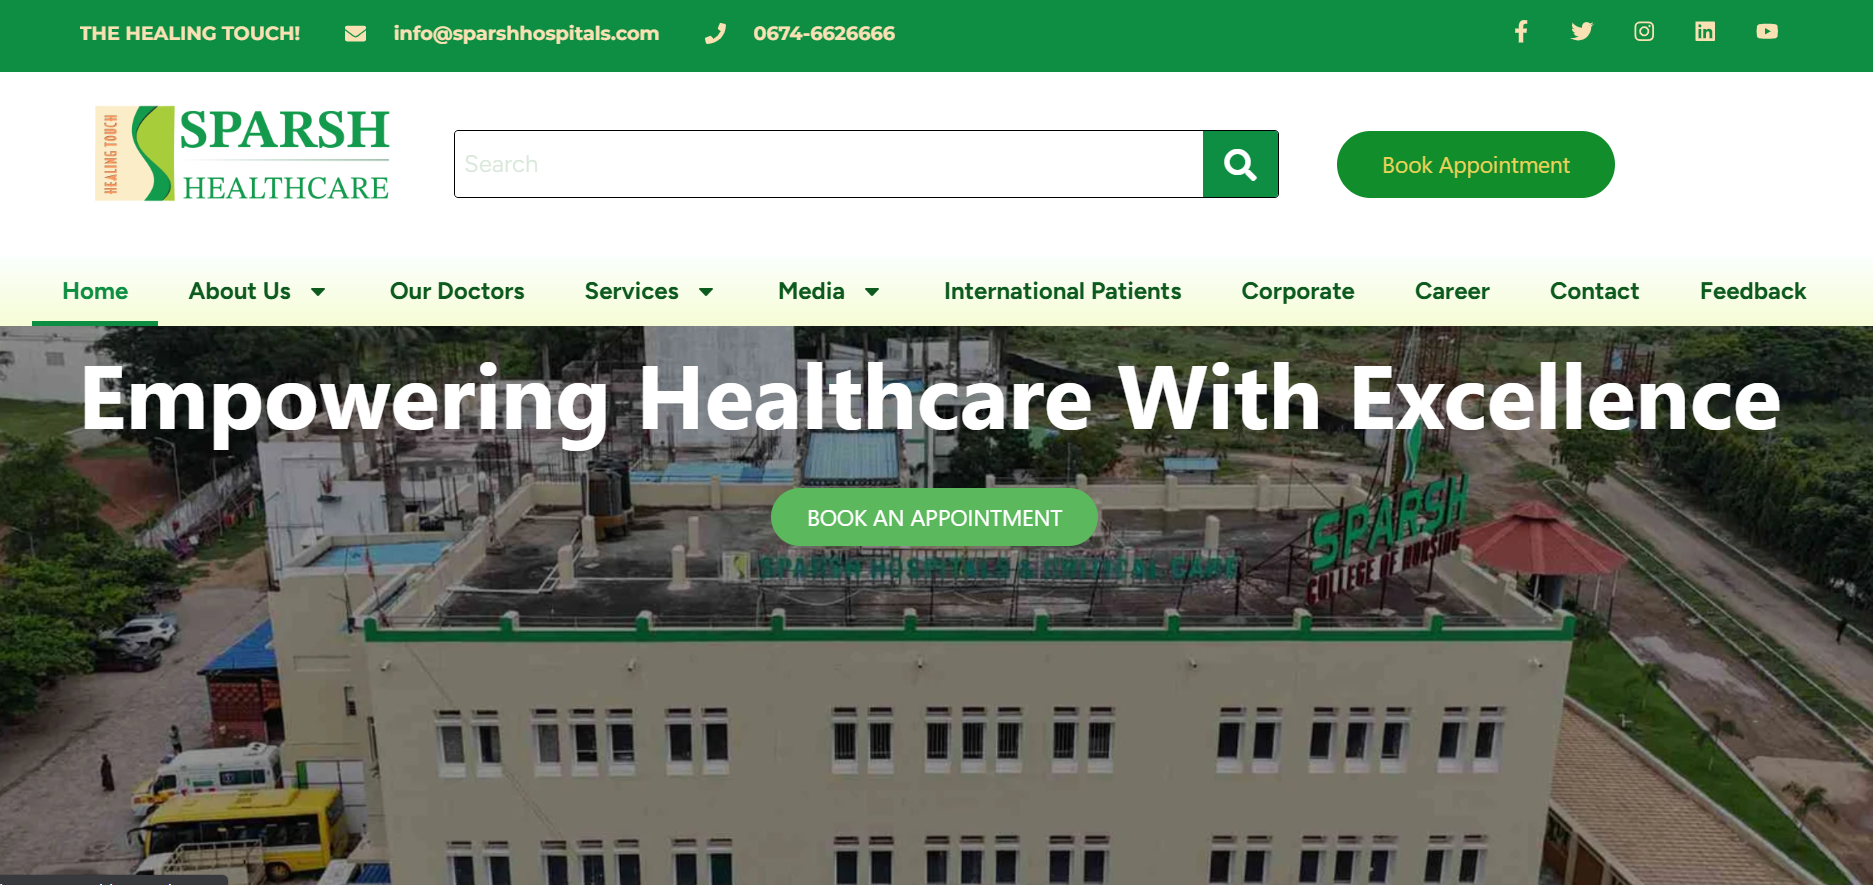 THE HEALING TOUCH! info@sparshhospitals.com 0674-6626666
HEALING TOUCH
SPARSH
HEALTHCARE
Search
Book Appointment
Home About Us Our Doctors Services Media International Patients Corporate Career Contact Feedback
Empowering Healthcare With Excellence
BOOK AN APPOINTMENT
SPARSH HOSPITALS & CRITICAL CARE
SPARSH
COLLEGE OF NURSING